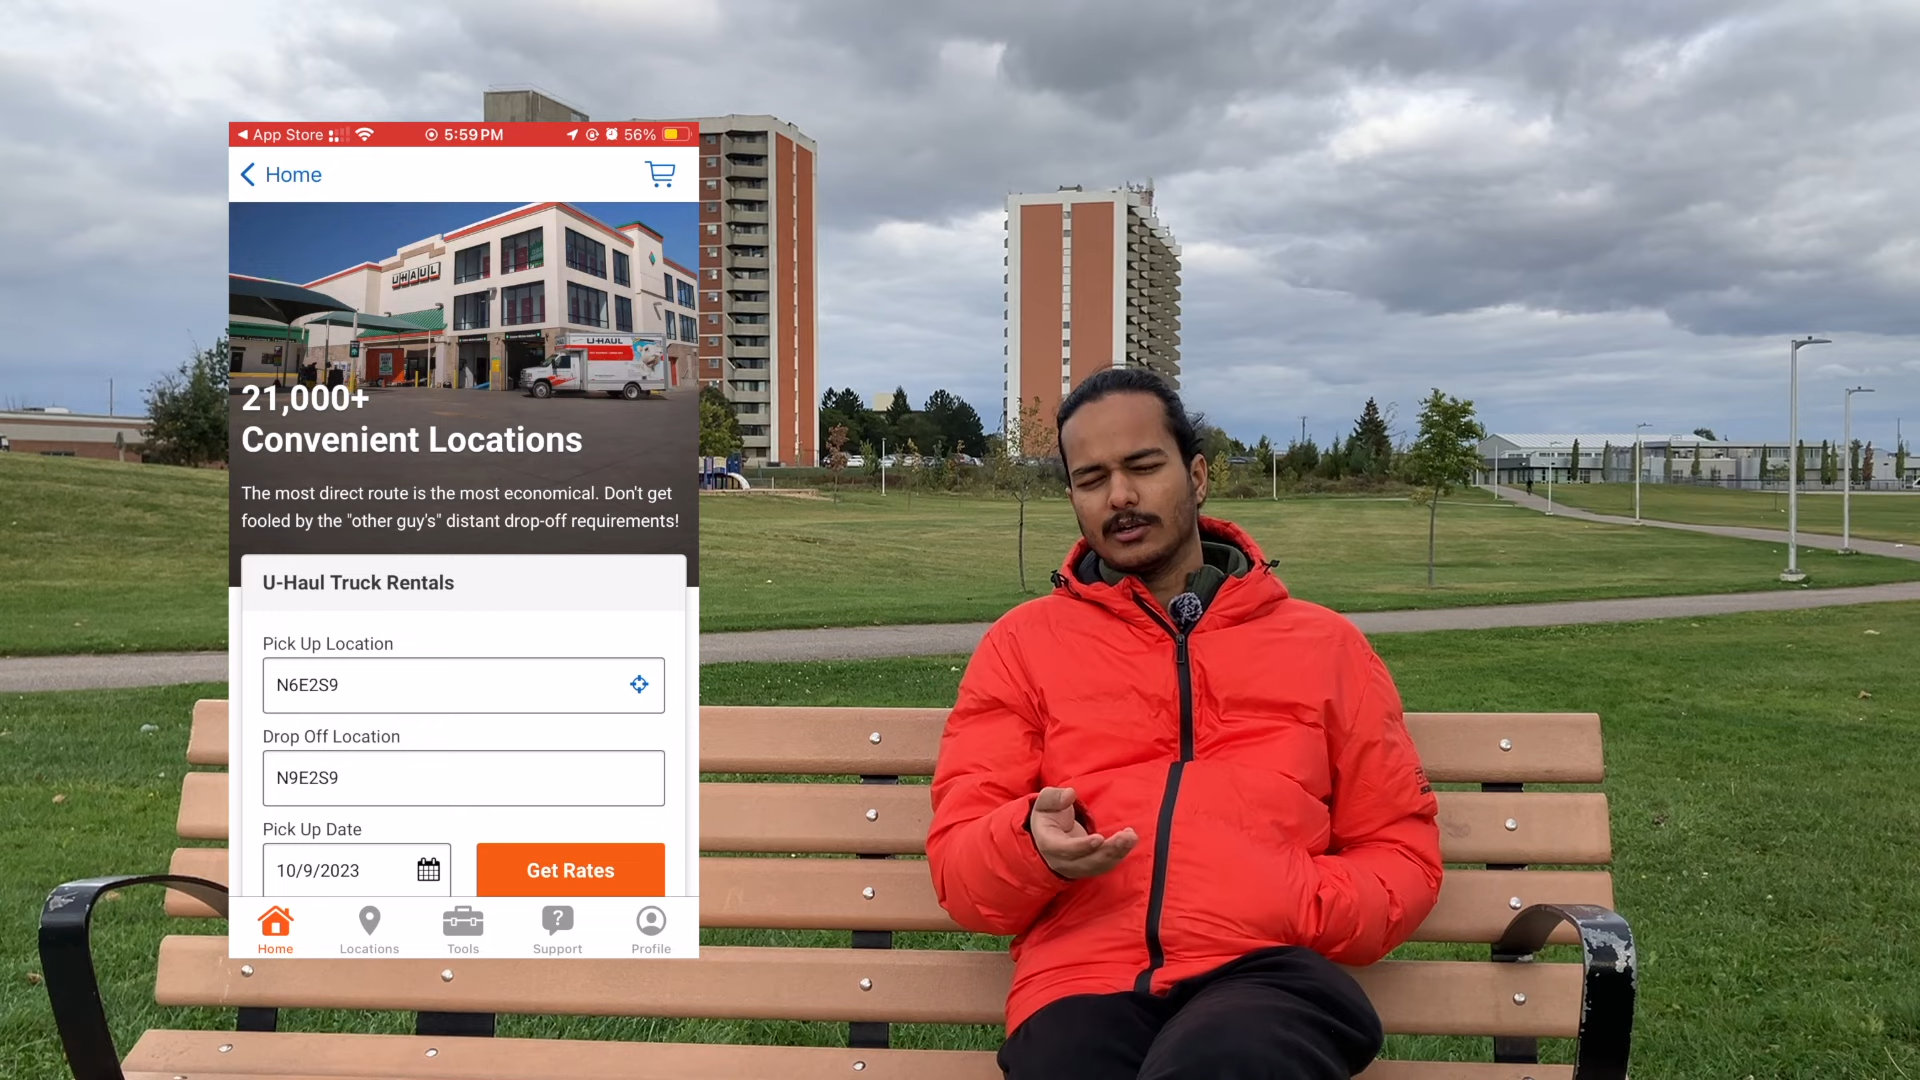 App Store
5:59 PM
56%
Home
U-HAUL
U-HAUL
21,000+
Convenient Locations
The most direct route is the most economical. Don't get
fooled by the "other guy's" distant drop-off requirements!
U-Haul Truck Rentals
Pick Up Location
N6E2S9
Drop Off Location
N9E2S9
Pick Up Date
10/9/2023
Get Rates
Home
Locations
Tools
Support
Profile